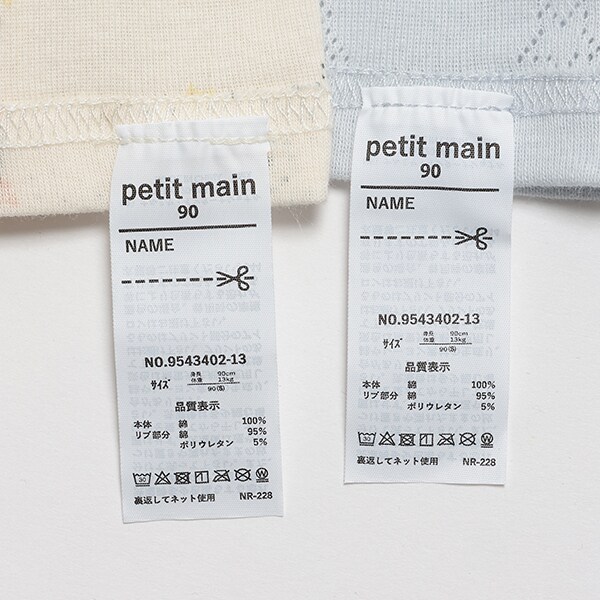 petit main
90
NAME
NO.9543402-13
サイズ
身長 90cm
体重 13kg
90(S)
品質表示
本体 綿 100%
リブ部分 綿 95%
ポリウレタン 5%
裏返してネット使用 NR-228
petit main
90
NAME
NO.9543402-13
サイズ
身長 90cm
体重 13kg
90(S)
品質表示
本体 綿 100%
リブ部分 綿 95%
ポリウレタン 5%
裏返してネット使用 NR-228